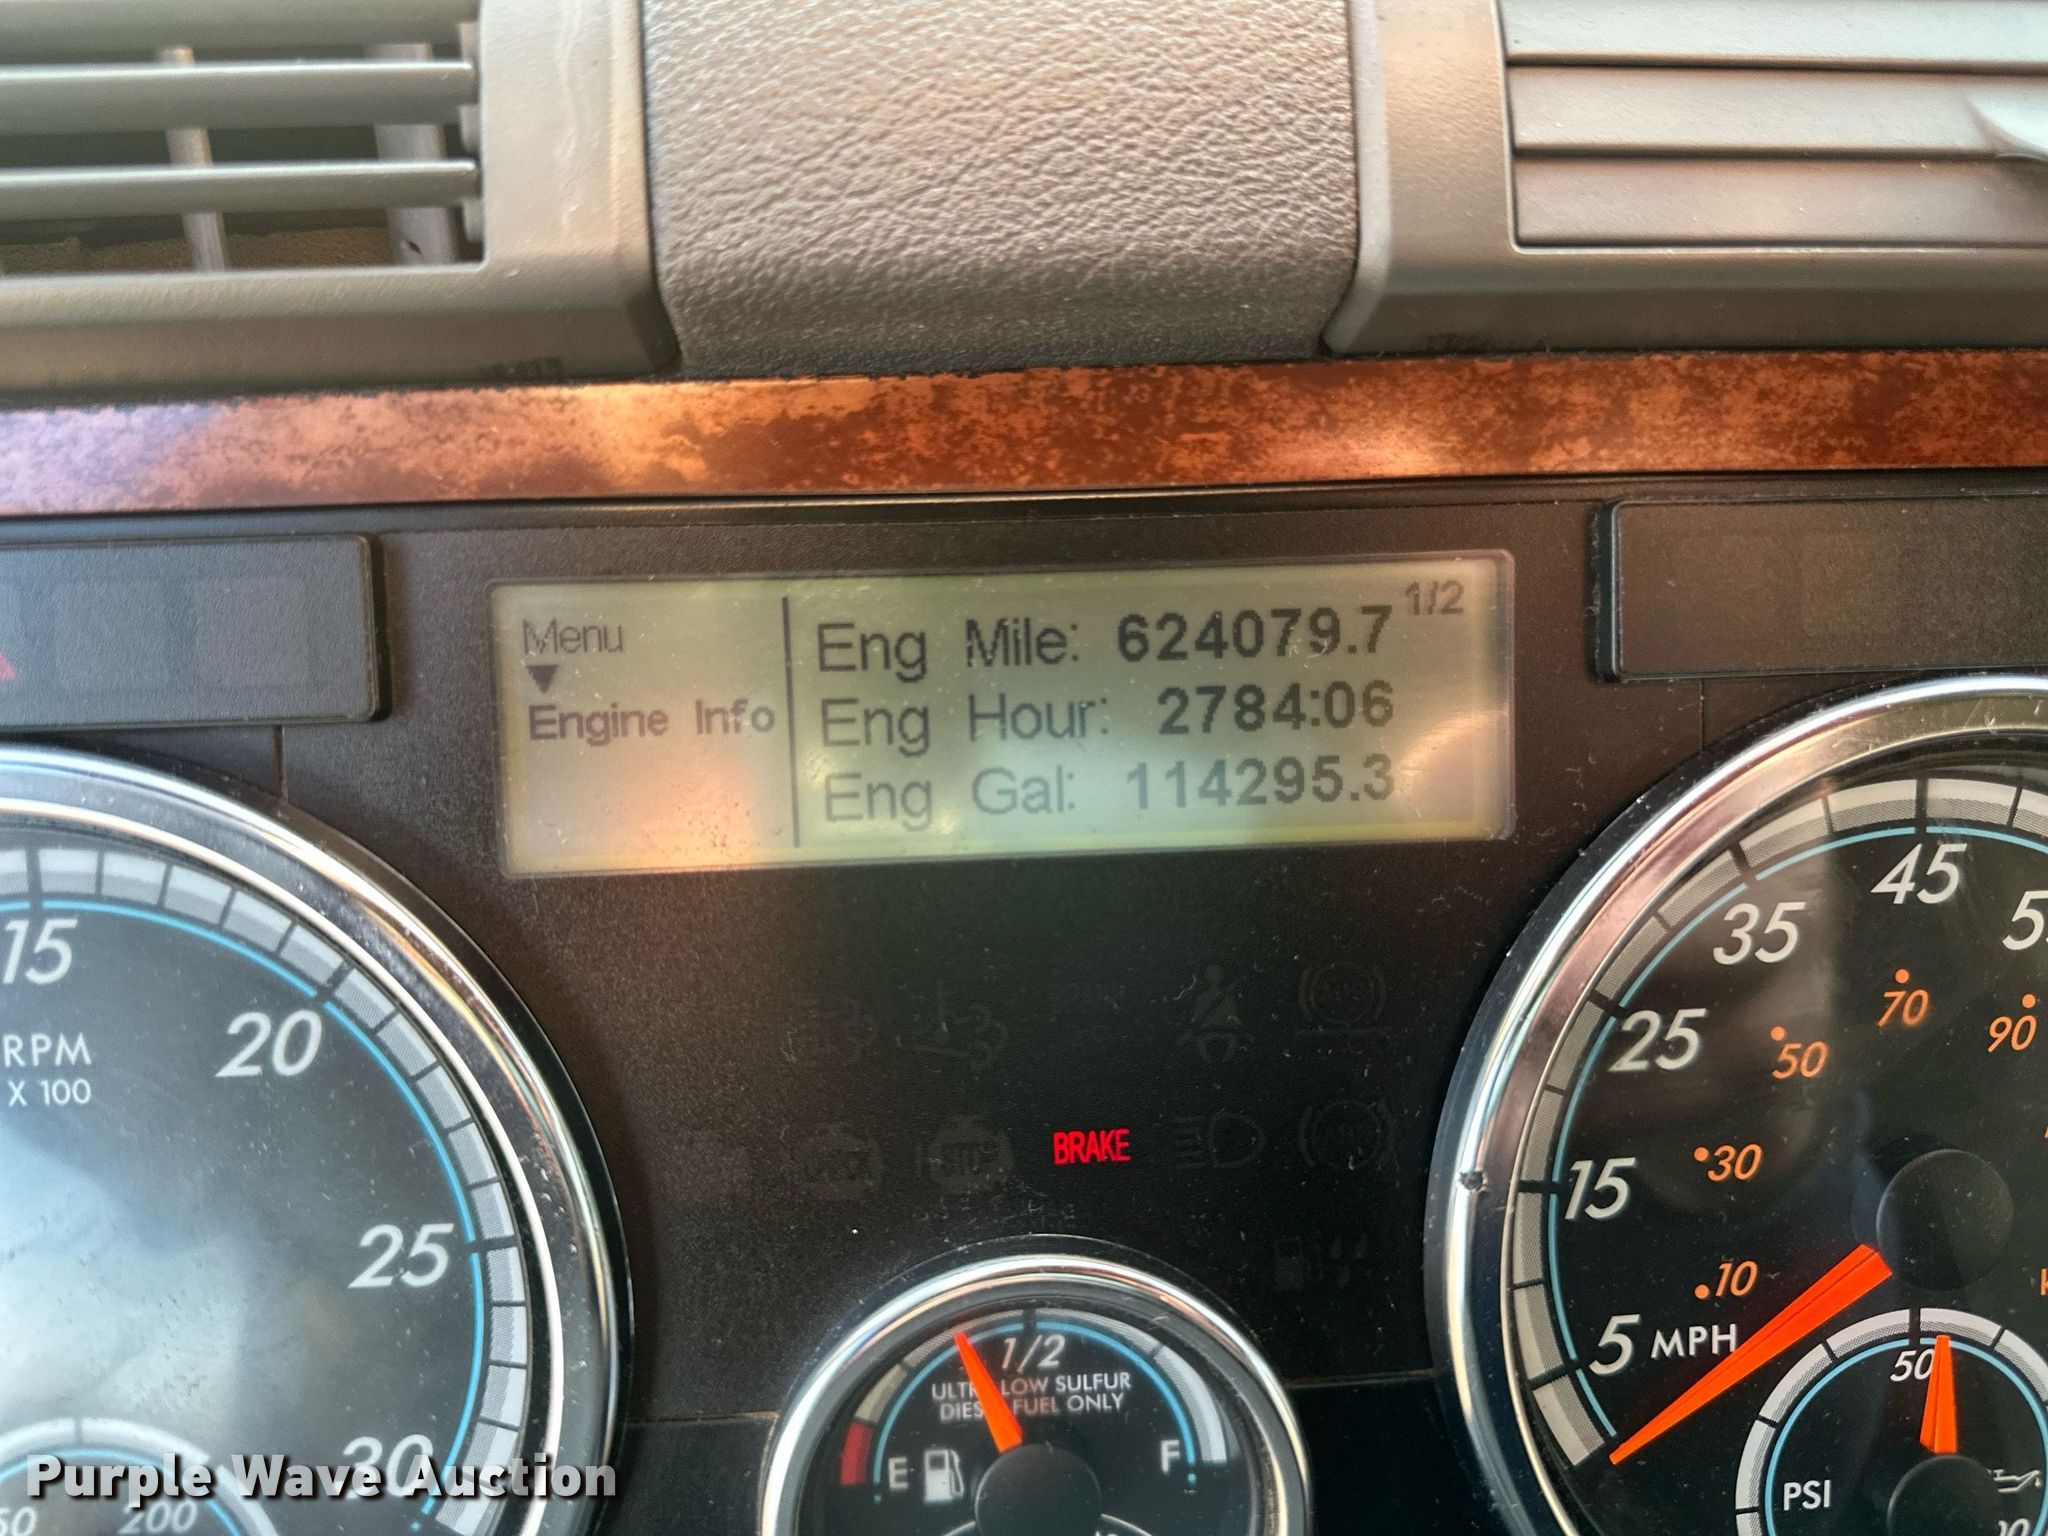 Menu
Engine Info
1/2
Eng Mile: 624079.7
Eng Hour: 2784:06
Eng Gal: 114295.3
15
20
25
30
RPM
X 100
200
BRAKE
1/2
ULTRA LOW SULFUR
DIESEL FUEL ONLY
E
F
5 MPH
15
25
35
45
10
30
50
70
90
50
PSI
Purple Wave Auction